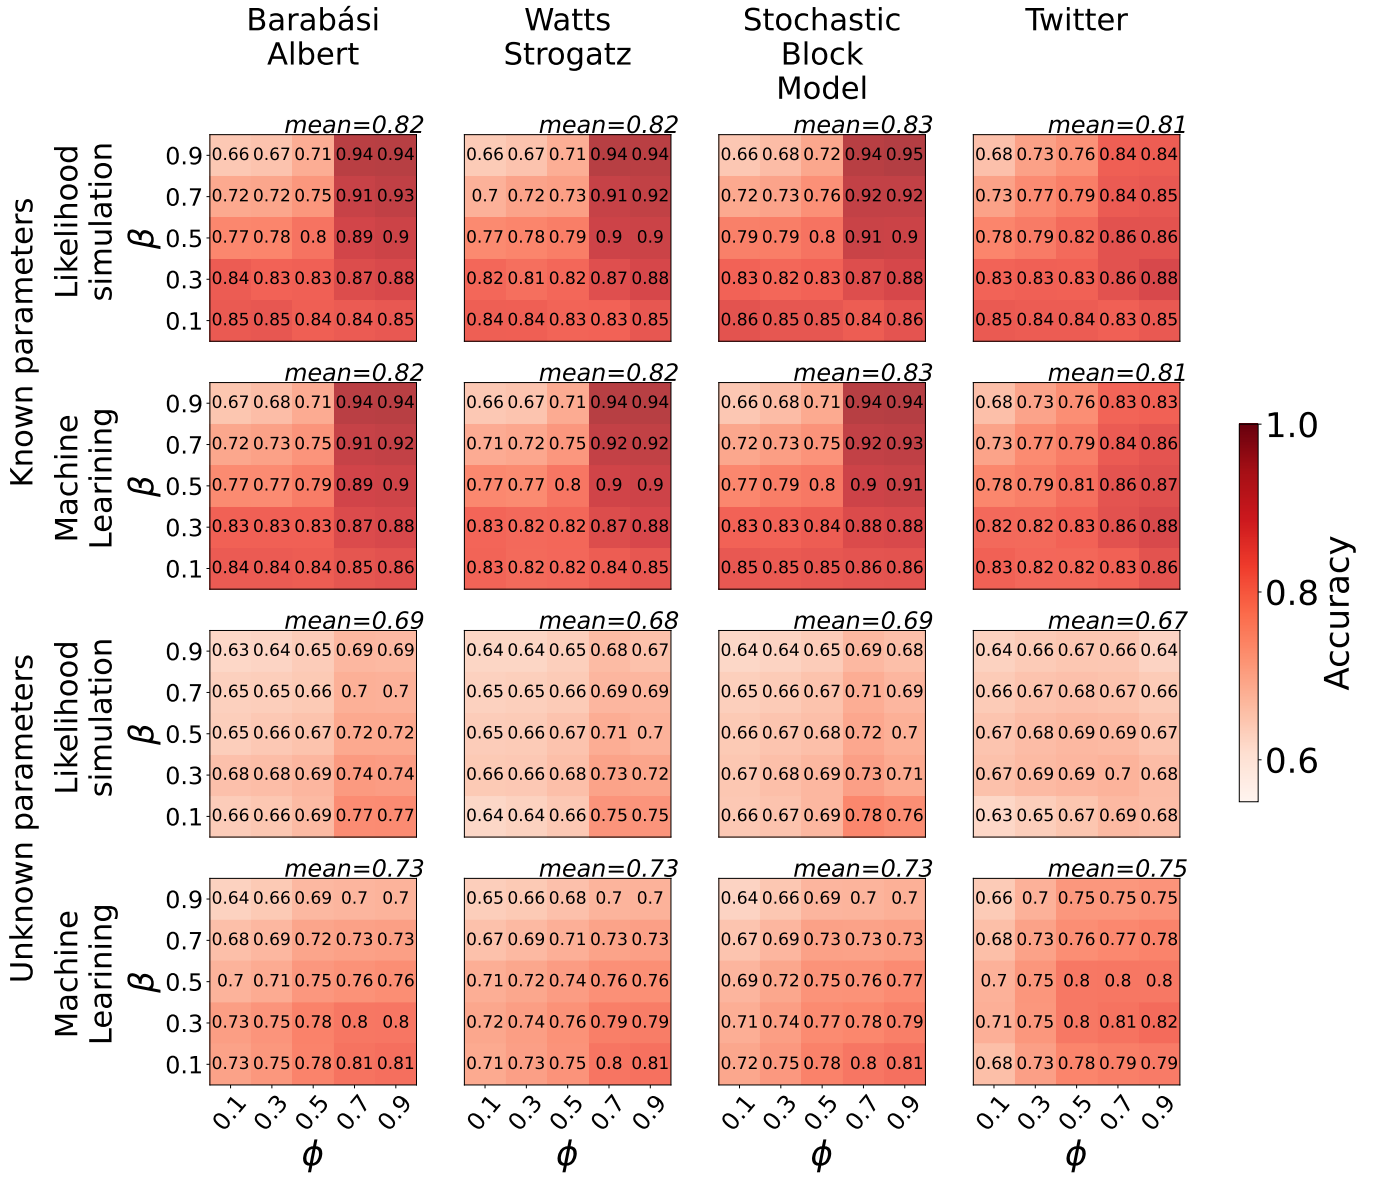 Barabási
Albert
Watts
Strogatz
Stochastic
Block
Model
Twitter
Known parameters
Likelihood
simulation
β
mean=0.82 mean=0.82 mean=0.83 mean=0.81
0.9 0.66 0.67 0.71 0.94 0.94 0.66 0.67 0.71 0.94 0.94 0.66 0.68 0.72 0.94 0.95 0.68 0.73 0.76 0.84 0.84
0.7 0.72 0.72 0.75 0.91 0.93 0.7 0.72 0.73 0.91 0.92 0.72 0.73 0.76 0.92 0.92 0.73 0.77 0.79 0.84 0.85
0.5 0.77 0.78 0.8 0.89 0.9 0.77 0.78 0.79 0.9 0.9 0.79 0.79 0.8 0.91 0.9 0.78 0.79 0.82 0.86 0.86
0.3 0.84 0.83 0.83 0.87 0.88 0.82 0.81 0.82 0.87 0.88 0.83 0.82 0.83 0.87 0.88 0.83 0.83 0.83 0.86 0.88
0.1 0.85 0.85 0.84 0.84 0.85 0.84 0.84 0.83 0.83 0.85 0.86 0.85 0.85 0.84 0.86 0.85 0.84 0.84 0.83 0.85
Machine
Learining
β
mean=0.82 mean=0.82 mean=0.83 mean=0.81
0.9 0.67 0.68 0.71 0.94 0.94 0.66 0.67 0.71 0.94 0.94 0.66 0.68 0.71 0.94 0.94 0.68 0.73 0.76 0.83 0.83
0.7 0.72 0.73 0.75 0.91 0.92 0.71 0.72 0.75 0.92 0.92 0.72 0.73 0.75 0.92 0.93 0.73 0.77 0.79 0.84 0.86
0.5 0.77 0.77 0.79 0.89 0.9 0.77 0.77 0.8 0.9 0.9 0.77 0.79 0.8 0.9 0.91 0.78 0.79 0.81 0.86 0.87
0.3 0.83 0.83 0.83 0.87 0.88 0.83 0.82 0.82 0.87 0.88 0.83 0.83 0.84 0.88 0.88 0.82 0.82 0.83 0.86 0.88
0.1 0.84 0.84 0.84 0.85 0.86 0.83 0.82 0.82 0.84 0.85 0.85 0.85 0.85 0.86 0.86 0.83 0.82 0.82 0.83 0.86
Unknown parameters
Likelihood
simulation
β
mean=0.69 mean=0.68 mean=0.69 mean=0.67
0.9 0.63 0.64 0.65 0.69 0.69 0.64 0.64 0.65 0.68 0.67 0.64 0.64 0.65 0.69 0.68 0.64 0.66 0.67 0.66 0.64
0.7 0.65 0.65 0.66 0.7 0.7 0.65 0.65 0.66 0.69 0.69 0.65 0.66 0.67 0.71 0.69 0.66 0.67 0.68 0.67 0.66
0.5 0.65 0.66 0.67 0.72 0.72 0.65 0.66 0.67 0.71 0.7 0.66 0.67 0.68 0.72 0.7 0.67 0.68 0.69 0.69 0.67
0.3 0.68 0.68 0.69 0.74 0.74 0.66 0.66 0.68 0.73 0.72 0.67 0.68 0.69 0.73 0.71 0.67 0.69 0.69 0.7 0.68
0.1 0.66 0.66 0.69 0.77 0.77 0.64 0.64 0.66 0.75 0.75 0.66 0.67 0.69 0.78 0.76 0.63 0.65 0.67 0.69 0.68
Machine
Learining
β
mean=0.73 mean=0.73 mean=0.73 mean=0.75
0.9 0.64 0.66 0.69 0.7 0.7 0.65 0.66 0.68 0.7 0.7 0.64 0.66 0.69 0.7 0.7 0.66 0.7 0.75 0.75 0.75
0.7 0.68 0.69 0.72 0.73 0.73 0.67 0.69 0.71 0.73 0.73 0.67 0.69 0.73 0.73 0.73 0.68 0.73 0.76 0.77 0.78
0.5 0.7 0.71 0.75 0.76 0.76 0.71 0.72 0.74 0.76 0.76 0.69 0.72 0.75 0.76 0.77 0.7 0.75 0.8 0.8 0.8
0.3 0.73 0.75 0.78 0.8 0.8 0.72 0.74 0.76 0.79 0.79 0.71 0.74 0.77 0.78 0.79 0.71 0.75 0.8 0.81 0.82
0.1 0.73 0.75 0.78 0.81 0.81 0.71 0.73 0.75 0.8 0.81 0.72 0.75 0.78 0.8 0.81 0.68 0.73 0.78 0.79 0.79
0.1 0.3 0.5 0.7 0.9 0.1 0.3 0.5 0.7 0.9 0.1 0.3 0.5 0.7 0.9 0.1 0.3 0.5 0.7 0.9
ϕ ϕ ϕ ϕ
1.0
0.8
0.6
Accuracy